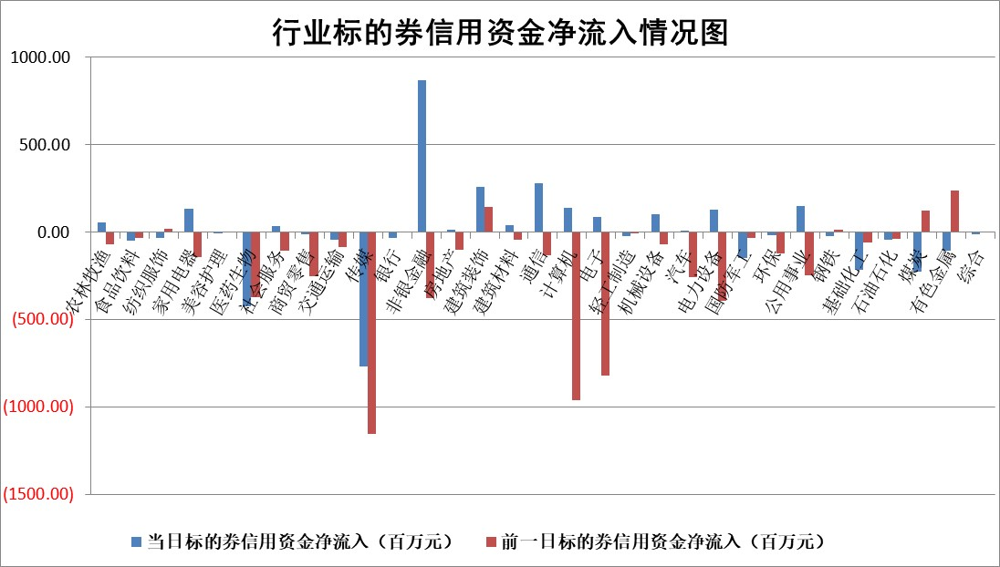 行业标的券信用资金净流入情况图
1000.00
500.00
0.00
(500.00)
(1000.00)
(1500.00)
农林牧渔
食品饮料
纺织服饰
家用电器
美容护理
医药生物
社会服务
商贸零售
交通运输
传媒
银行
非银金融
房地产
建筑装饰
建筑材料
通信
计算机
电子
轻工制造
机械设备
汽车
电力设备
国防军工
环保
公用事业
钢铁
基础化工
石油石化
煤炭
有色金属
综合
当日标的券信用资金净流入（百万元）
前一日标的券信用资金净流入（百万元）